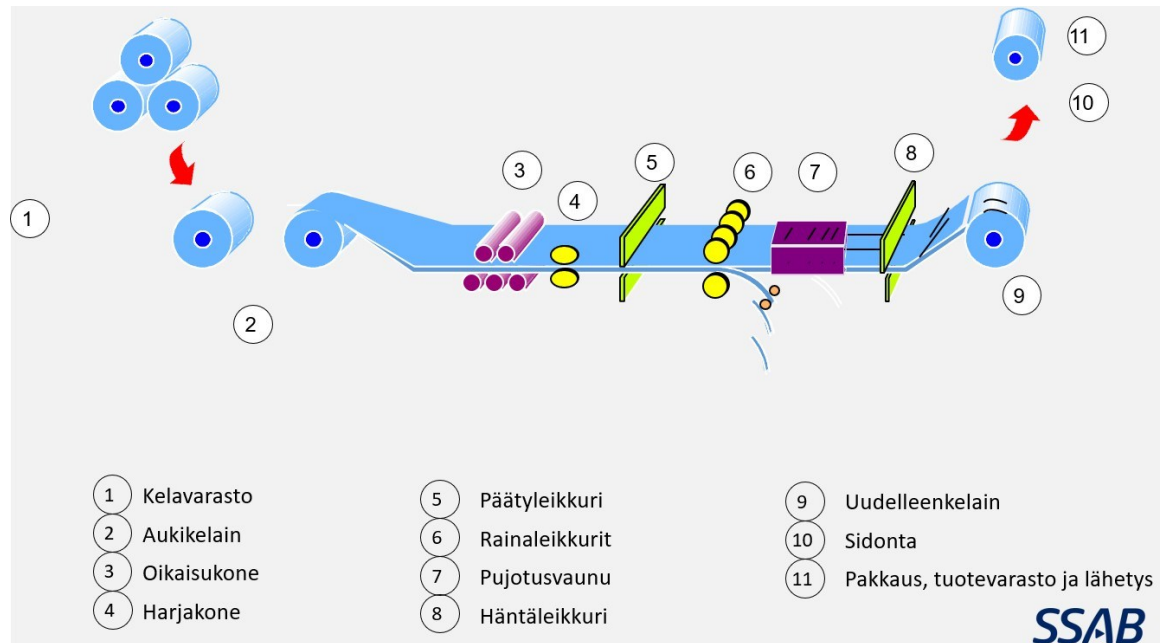 11
10
8
5
7
6
3
4
1
9
2
1 Kelavarasto
2 Aukikelain
3 Oikaisukone
4 Harjakone
5 Päätyleikkuri
6 Rainaleikkurit
7 Pujotusvaunu
8 Häntäleikkuri
9 Uudelleenkelain
10 Sidonta
11 Pakkaus, tuotevarasto ja lähetys
SSAB